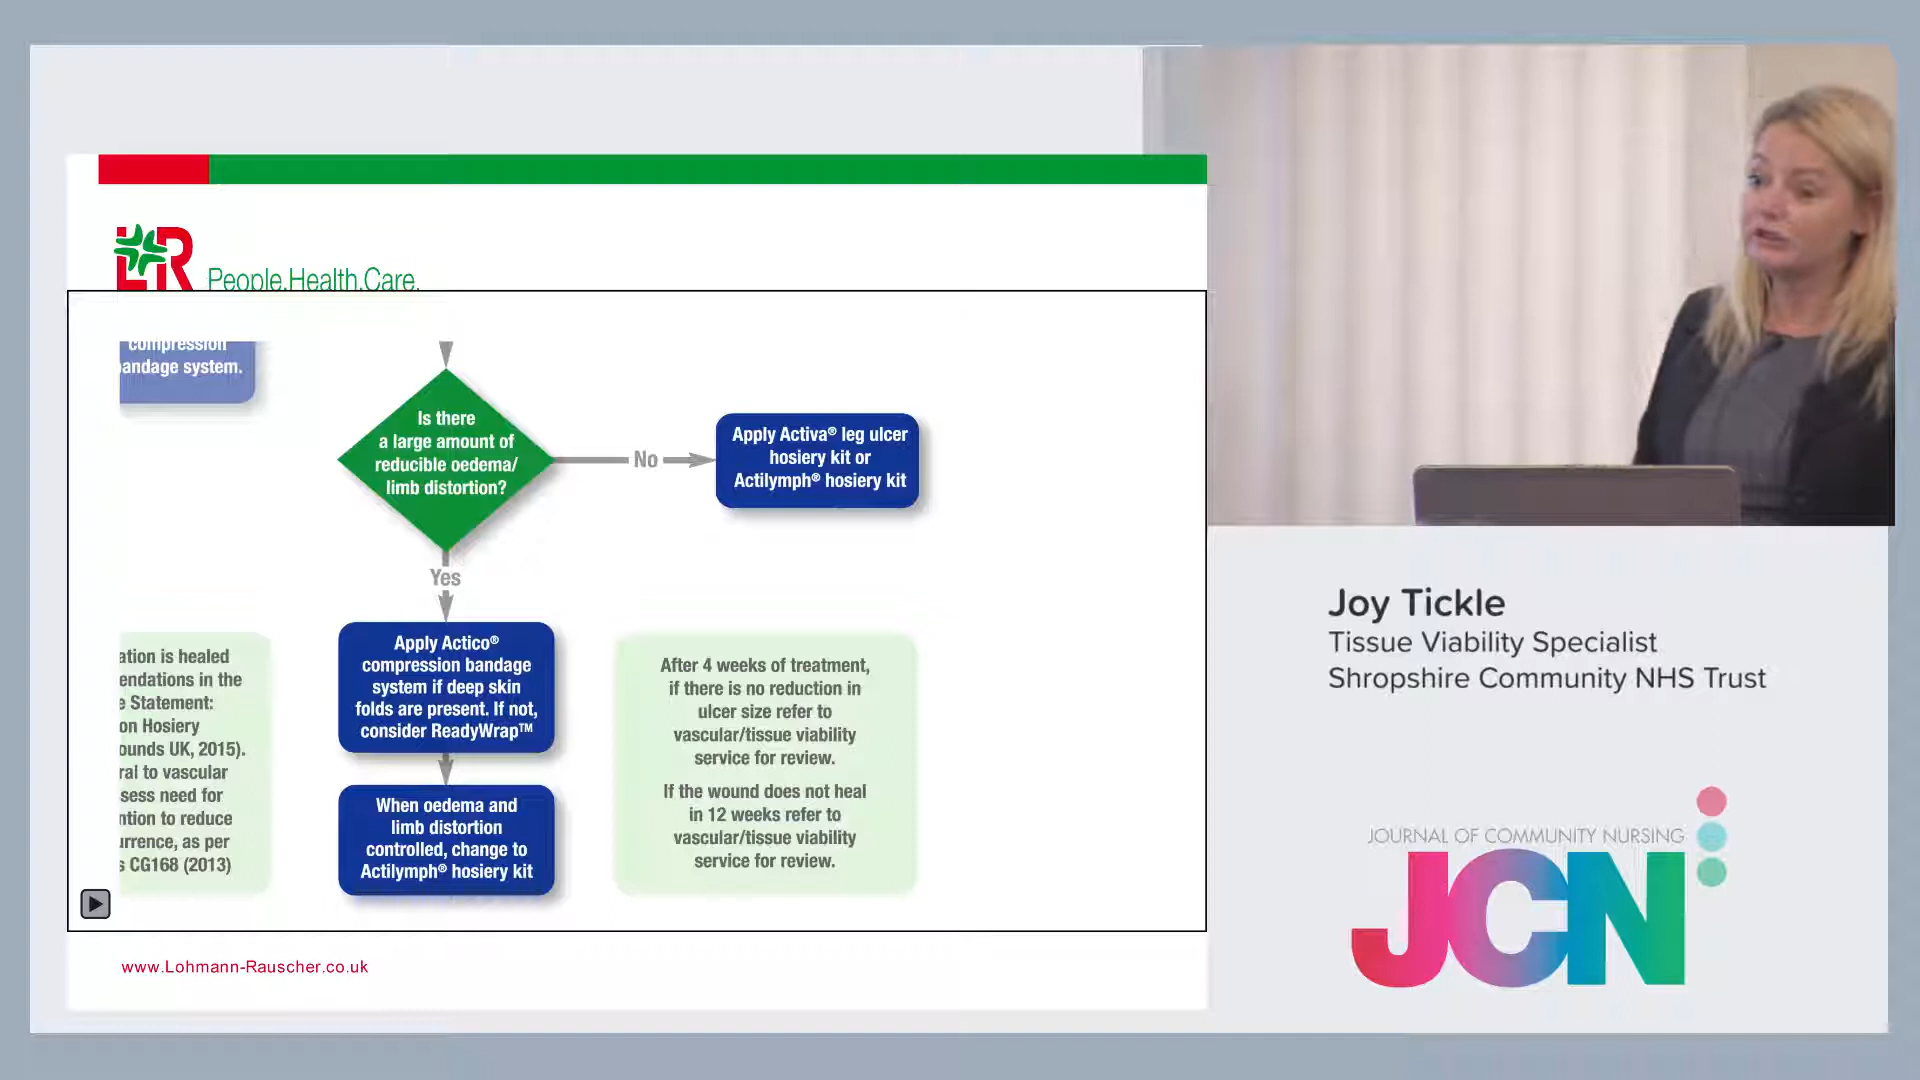 L&R
People.Health.Care.
compression
bandage system.
Is there
a large amount of
reducible oedema/
limb distortion?
No
Apply Activa® leg ulcer
hosiery kit or
Actilymph® hosiery kit
Yes
Apply Actico®
compression bandage
system if deep skin
folds are present. If not,
consider ReadyWrap™
When oedema and
limb distortion
controlled, change to
Actilymph® hosiery kit
ation is healed
endations in the
e Statement:
on Hosiery
ounds UK, 2015).
ral to vascular
sess need for
ntion to reduce
urrence, as per
s CG168 (2013)
After 4 weeks of treatment,
if there is no reduction in
ulcer size refer to
vascular/tissue viability
service for review.
If the wound does not heal
in 12 weeks refer to
vascular/tissue viability
service for review.
www.Lohmann-Rauscher.co.uk
Joy Tickle
Tissue Viability Specialist
Shropshire Community NHS Trust
JOURNAL OF COMMUNITY NURSING
JCN